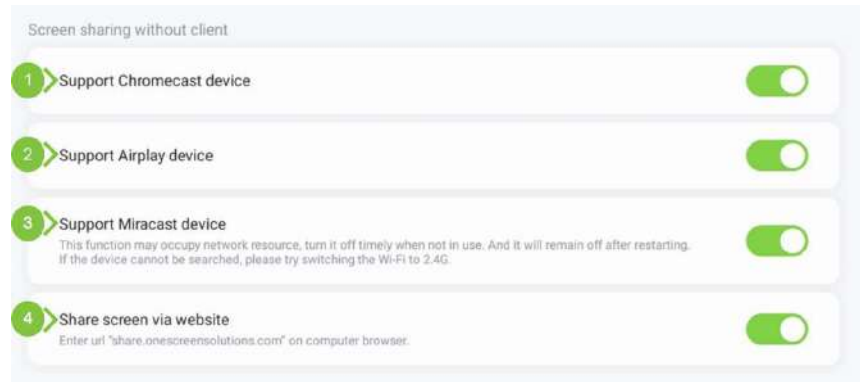 Screen sharing without client
1 Support Chromecast device
2 Support Airplay device
3 Support Miracast device
This function may occupy network resource, turn it off timely when not in use. And it will remain off after restarting.
If the device cannot be searched, please try switching the Wi-Fi to 2.4G.
4 Share screen via website
Enter url "share.onescreensolutions.com" on computer browser.